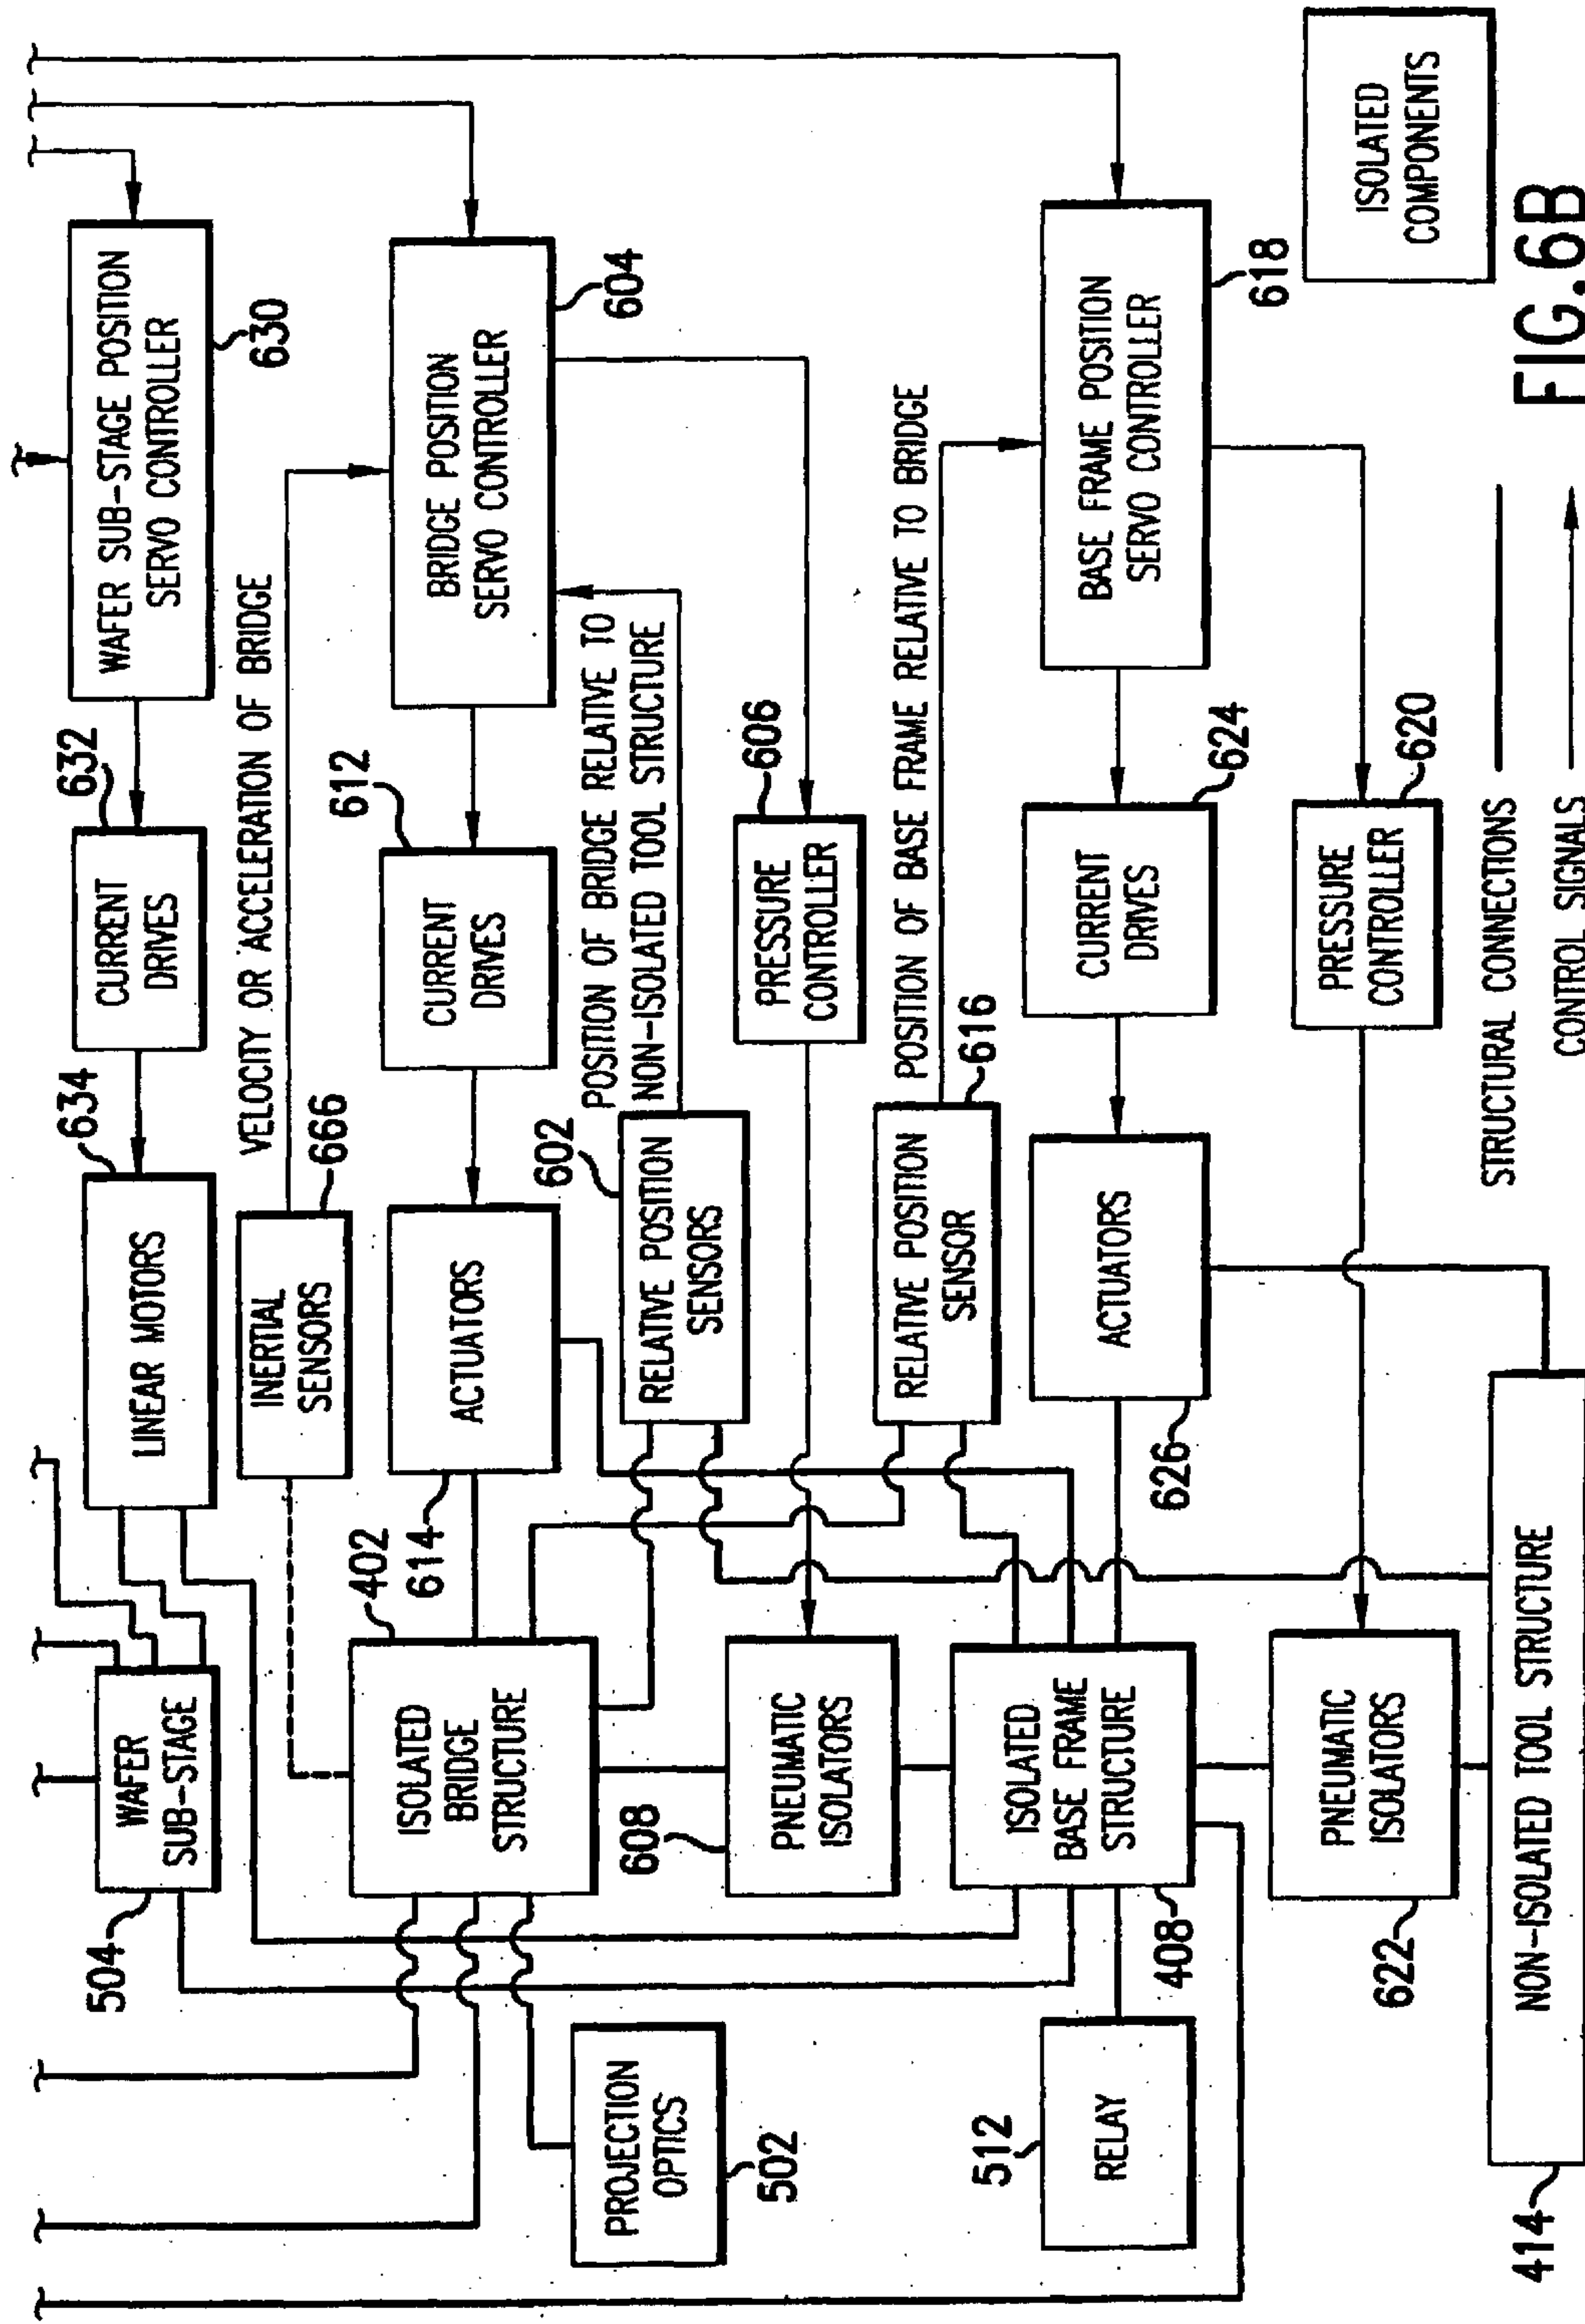 WAFER SUB-STAGE POSITION
SERVO CONTROLLER
630
632
CURRENT
DRIVES
634
LINEAR MOTORS
WAFER
SUB-STAGE
504
VELOCITY OR ACCELERATION OF BRIDGE
666
INERTIAL
SENSORS
BRIDGE POSITION
SERVO CONTROLLER
604
612
CURRENT
DRIVES
ACTUATORS
614
402
ISOLATED
BRIDGE
STRUCTURE
POSITION OF BRIDGE RELATIVE TO
NON-ISOLATED TOOL STRUCTURE
602
RELATIVE POSITION
SENSORS
PROJECTION
OPTICS
502
606
PRESSURE
CONTROLLER
608
PNEUMATIC
ISOLATORS
POSITION OF BASE FRAME RELATIVE TO BRIDGE
616
RELATIVE POSITION
SENSOR
BASE FRAME POSITION
SERVO CONTROLLER
618
CURRENT
DRIVES
624
ACTUATORS
626
ISOLATED
BASE FRAME
STRUCTURE
408
512
RELAY
PRESSURE
CONTROLLER
620
PNEUMATIC
ISOLATORS
622
NON-ISOLATED TOOL STRUCTURE
414
STRUCTURAL CONNECTIONS
CONTROL SIGNALS
ISOLATED
COMPONENTS
FIG.6B